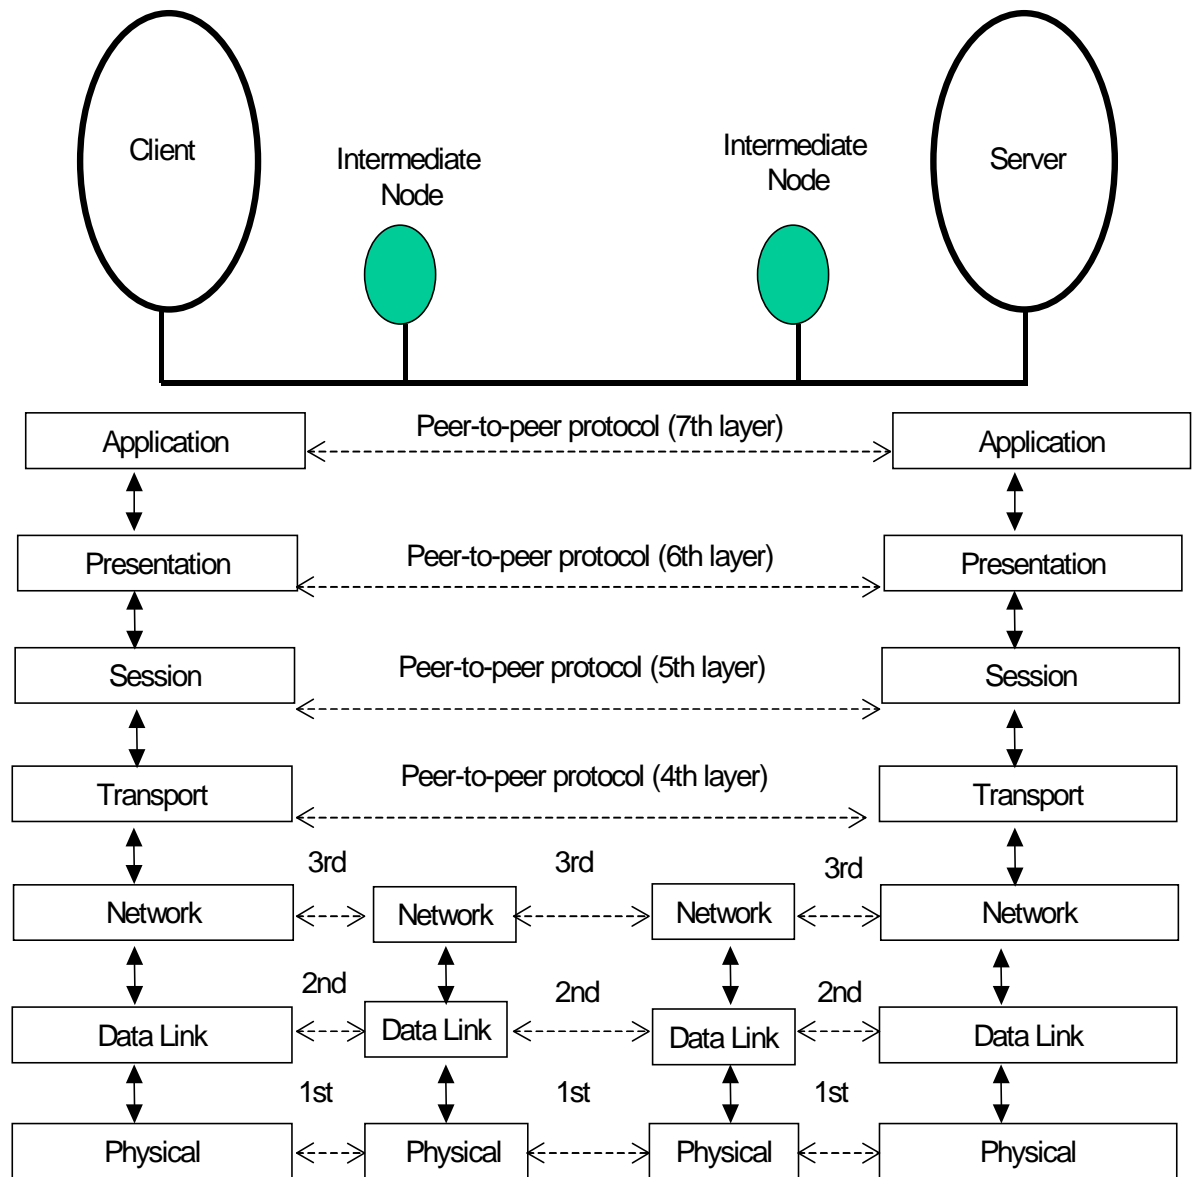 Client
Intermediate
Node
Intermediate
Node
Server
Application
Peer-to-peer protocol (7th layer)
Application
Presentation
Peer-to-peer protocol (6th layer)
Presentation
Session
Peer-to-peer protocol (5th layer)
Session
Transport
Peer-to-peer protocol (4th layer)
Transport
3rd
3rd
3rd
Network
Network
Network
Network
2nd
2nd
2nd
Data Link
Data Link
Data Link
Data Link
1st
1st
1st
Physical
Physical
Physical
Physical